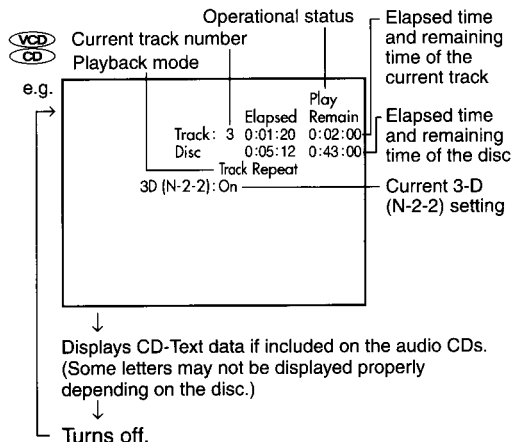 Operational status
VCD
CD
Current track number
Playback mode
Elapsed time
and remaining
time of the
current track
e.g.
Play
Elapsed Remain
Track: 3 0:01:20 0:02:00
Disc 0:05:12 0:43:00
Track Repeat
3D (N-2-2): On
Elapsed time
and remaining
time of the disc
Current 3-D
(N-2-2) setting
Displays CD-Text data if included on the audio CDs.
(Some letters may not be displayed properly
depending on the disc.)
Turns off.